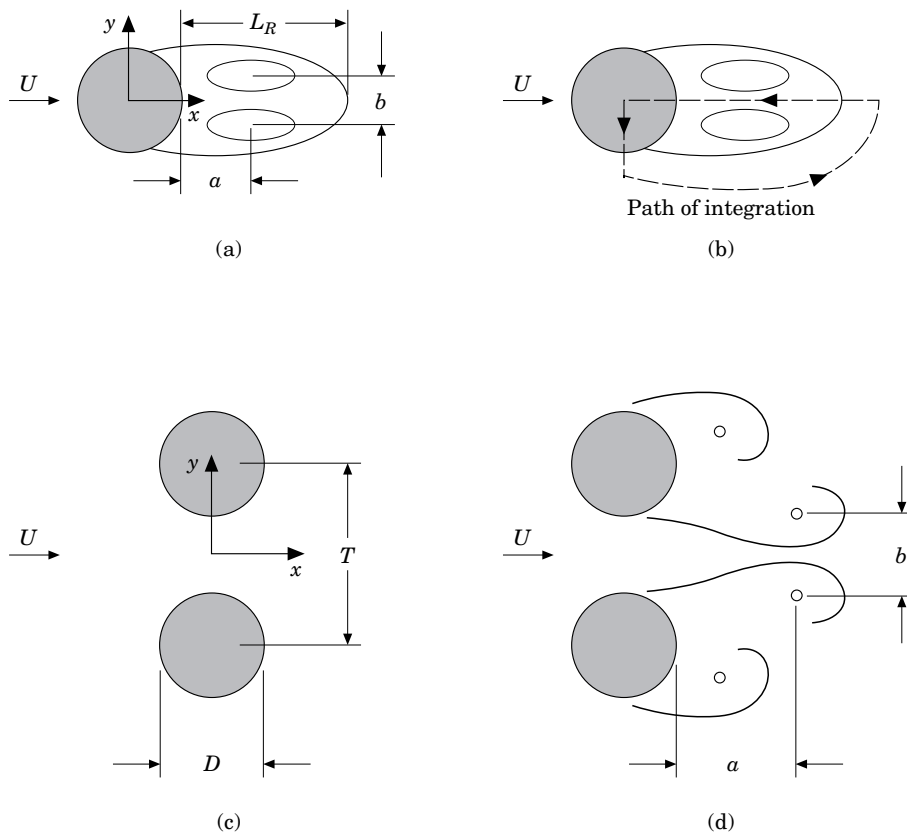 y
L_R
U
x
b
a
(a)
U
Path of integration
(b)
y
U
x
T
D
(c)
U
b
a
(d)